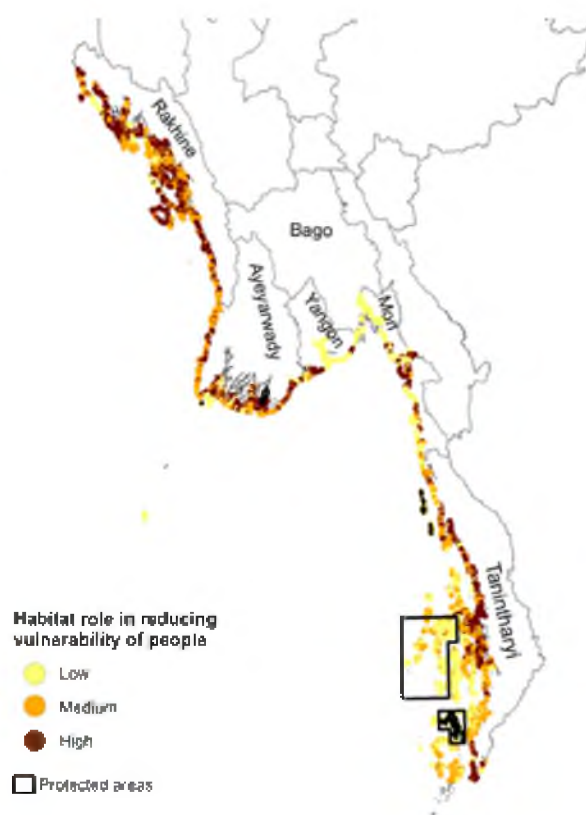 Rakhine
Bago
Ayeyarwady
Yangon
Mon
Tanintharyi
Habitat role in reducing
vulnerability of people
Low
Medium
High
Protected areas